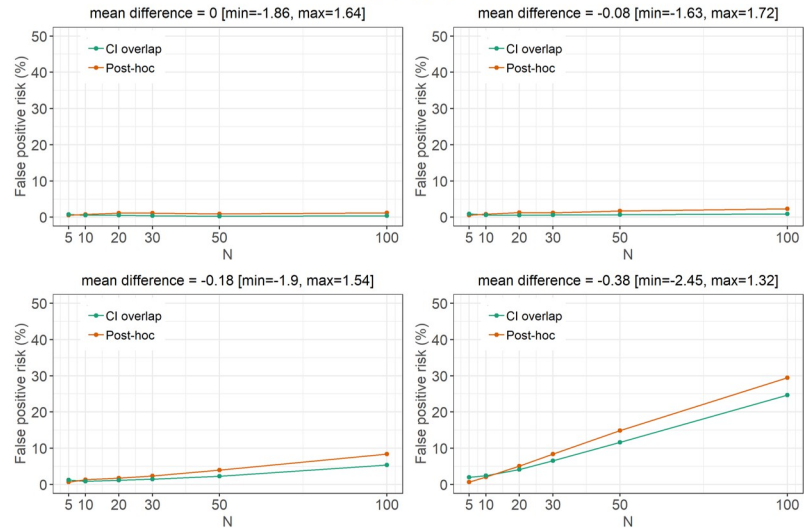 mean difference = 0 [min=-1.86, max=1.64]
50
40
30
20
10
0
False positive risk (%)
CI overlap
Post-hoc
5 10 20 30 50 100
N
mean difference = -0.08 [min=-1.63, max=1.72]
50
40
30
20
10
0
False positive risk (%)
CI overlap
Post-hoc
5 10 20 30 50 100
N
mean difference = -0.18 [min=-1.9, max=1.54]
50
40
30
20
10
0
False positive risk (%)
CI overlap
Post-hoc
5 10 20 30 50 100
N
mean difference = -0.38 [min=-2.45, max=1.32]
50
40
30
20
10
0
False positive risk (%)
CI overlap
Post-hoc
5 10 20 30 50 100
N